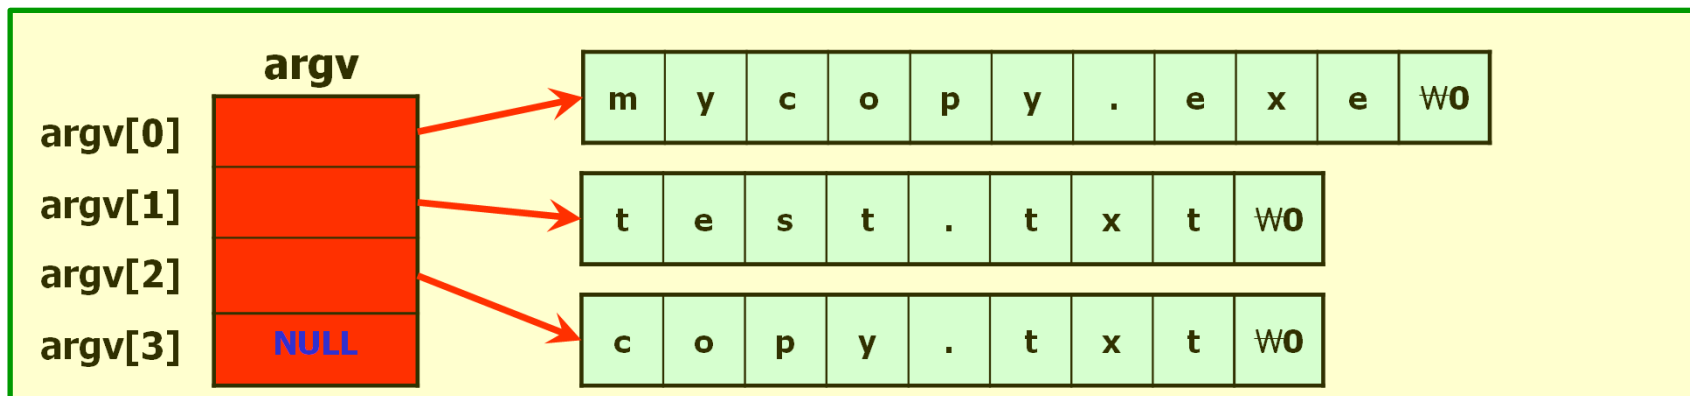 argv
argv[0] m y c o p y . e x e ₩0
argv[1] t e s t . t x t ₩0
argv[2] c o p y . t x t ₩0
argv[3] NULL